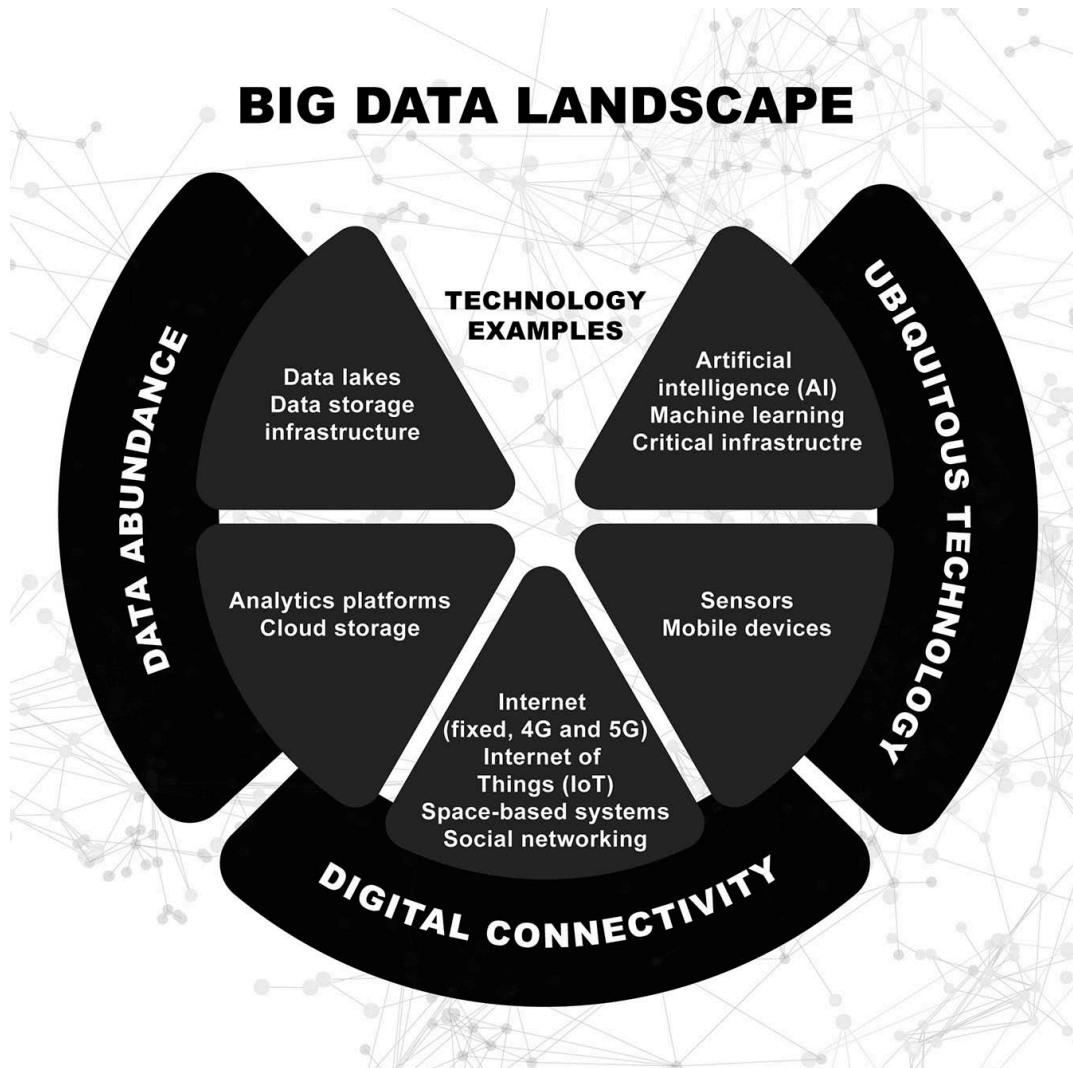 BIG DATA LANDSCAPE
TECHNOLOGY
EXAMPLES
DATA ABUNDANCE
Data lakes
Data storage
infrastructure
Analytics platforms
Cloud storage
UBIQUITOUS TECHNOLOGY
Artificial
intelligence (AI)
Machine learning
Critical infrastructre
Sensors
Mobile devices
Internet
(fixed, 4G and 5G)
Internet of
Things (IoT)
Space-based systems
Social networking
DIGITAL CONNECTIVITY